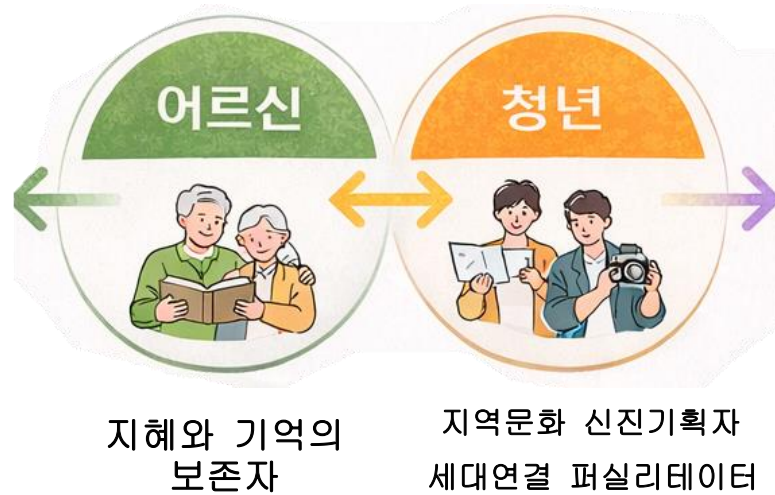 어르신
청년
지혜와 기억의
보존자
지역문화 신진기획자
세대연결 퍼실리테이터